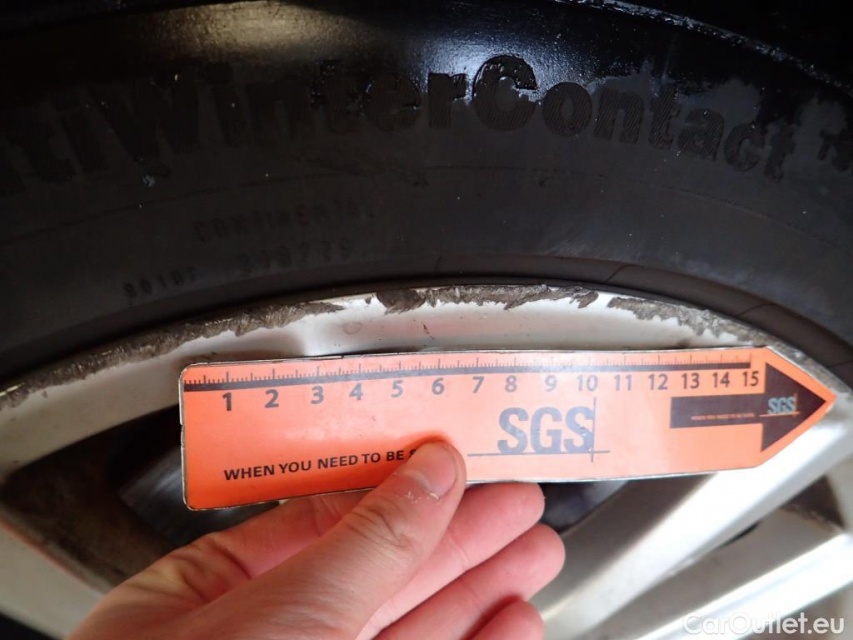 WinterContact™
CONTINENTAL
1 2 3 4 5 6 7 8 9 10 11 12 13 14 15
SGS
SGS
WHEN YOU NEED TO BE
CarOutlet.eu